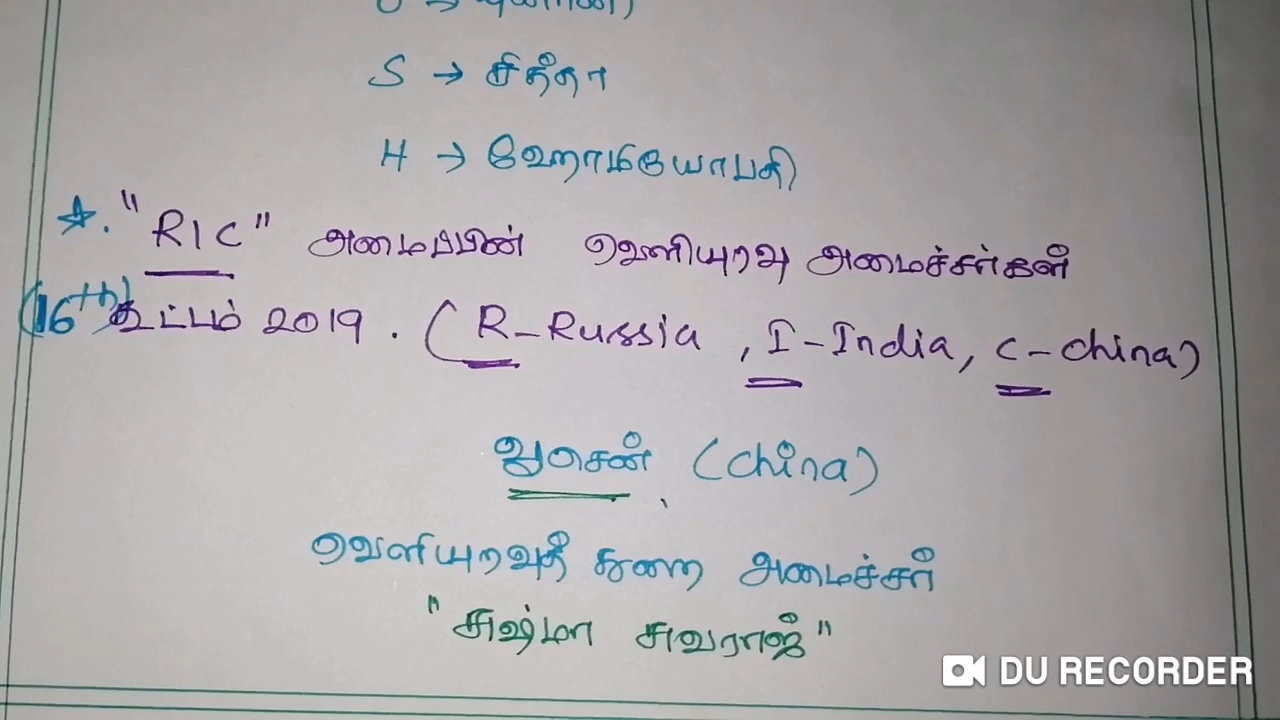 U → யுனானி)
S → சித்தா
H → ஹோமியோபதி
☆. "RIC" அமைப்பின் வெளியுறவு அமைச்சர்கள்
(16th) கூட்டம் 2019. (R-Russia, I-India, C-China)
வூசென் (China)
வெளியுறவுத் துறை அமைச்சர்
"சுஷ்மா சுவராஜ்"
DU RECORDER